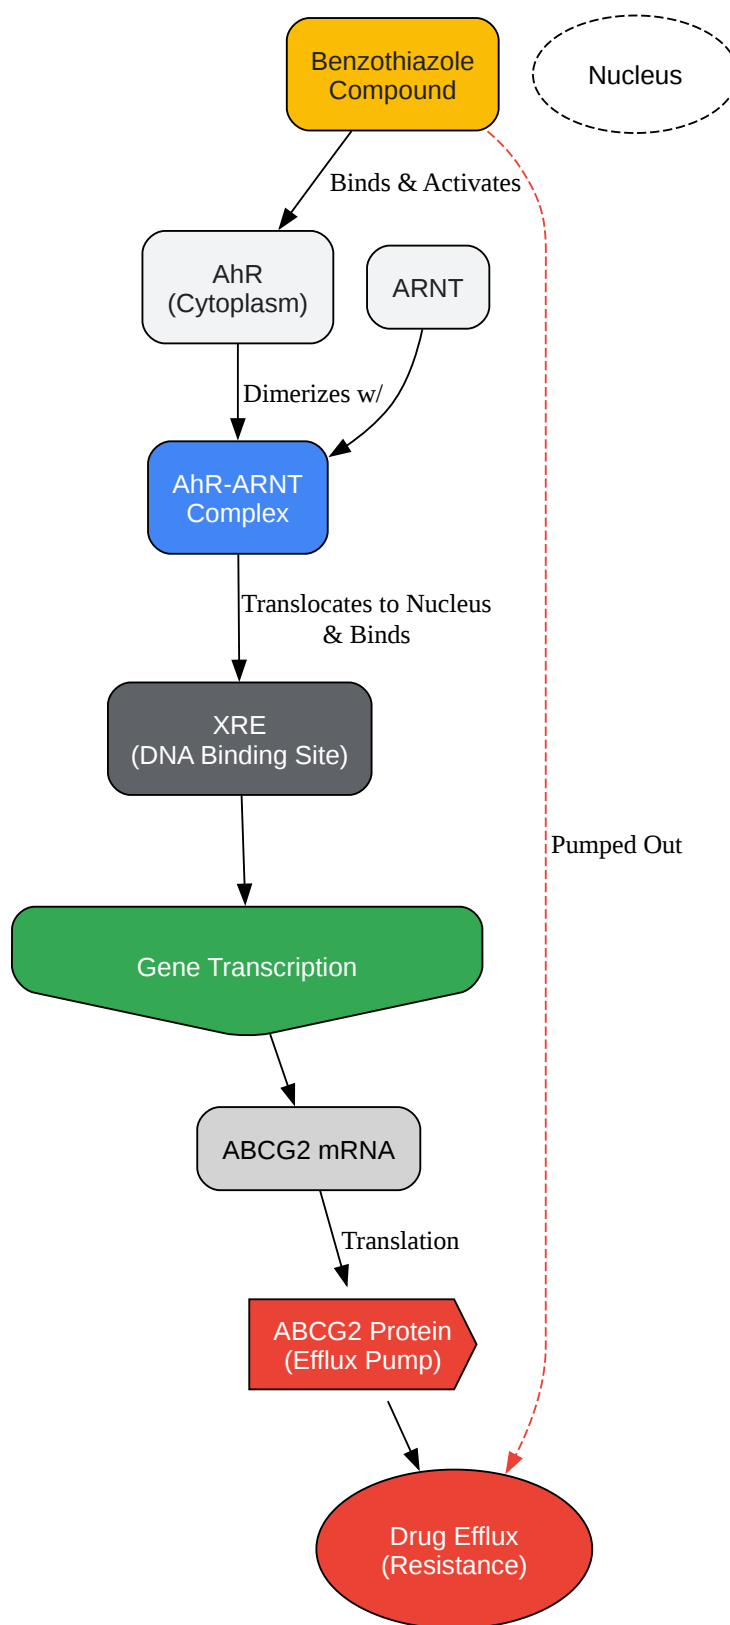 Benzothiazole
Compound
Nucleus
Binds & Activates
AhR
(Cytoplasm)
ARNT
Dimerizes w/
AhR-ARNT
Complex
Translocates to Nucleus
& Binds
XRE
(DNA Binding Site)
Pumped Out
Gene Transcription
ABCG2 mRNA
Translation
ABCG2 Protein
(Efflux Pump)
Drug Efflux
(Resistance)